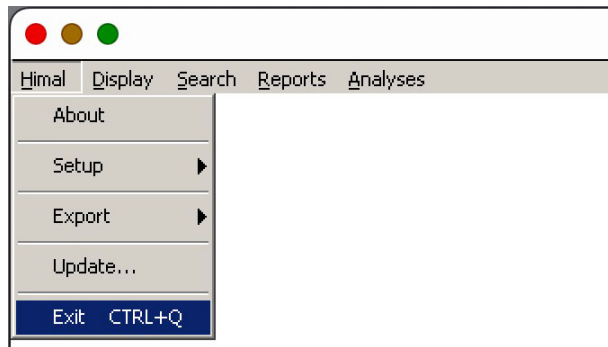 Himal Display Search Reports Analyses
About
Setup
Export
Update...
Exit CTRL+Q